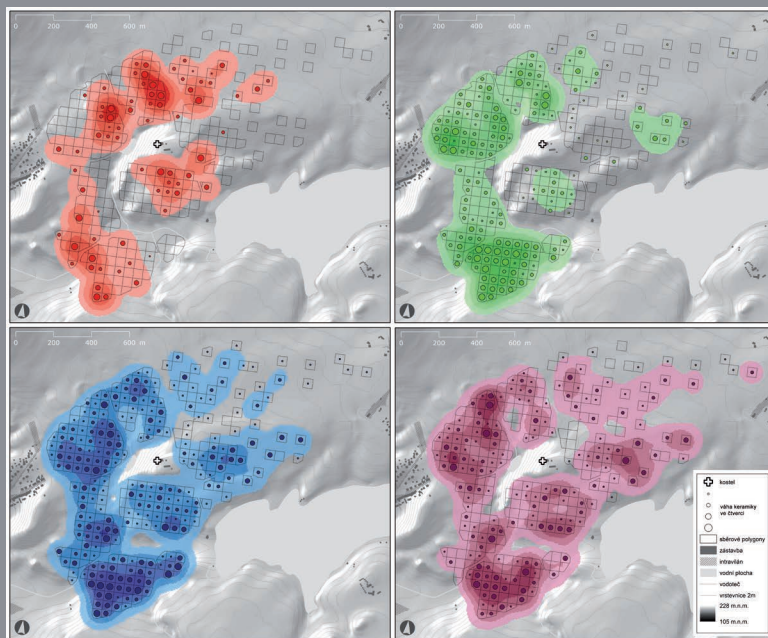 0 200 400 600 m
0 200 400 600 m
0 200 400 600 m
0 200 400 600 m
kostel
váha keramiky
ve čtverci
sběrové polygony
zástavba
intravilán
vodní plocha
vodoteč
vrstevnice 2m
228 m.n.m.
105 m.n.m.